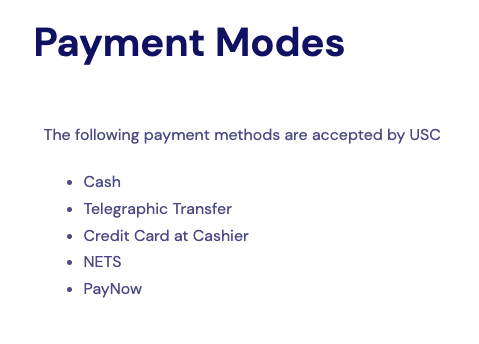 Payment Modes
The following payment methods are accepted by USC
• Cash
• Telegraphic Transfer
• Credit Card at Cashier
• NETS
• PayNow